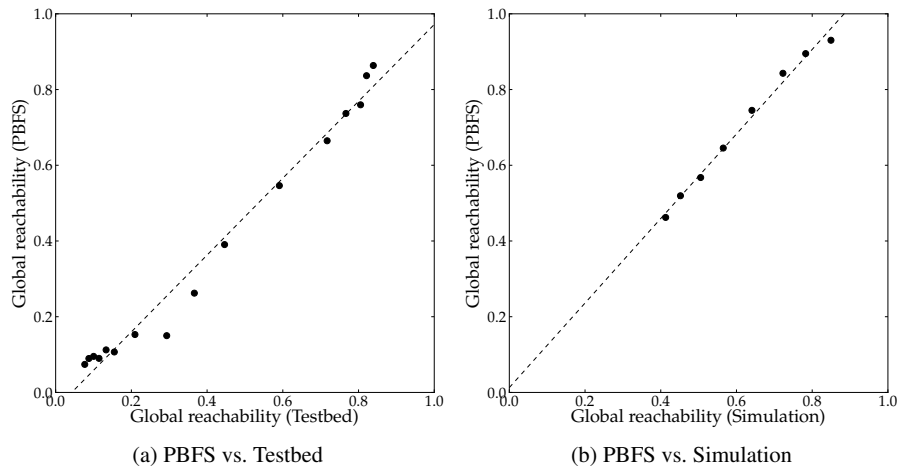 1.0
0.8
0.6
0.4
0.2
0.0
Global reachability (PBFS)
0.0 0.2 0.4 0.6 0.8 1.0
Global reachability (Testbed)
(a) PBFS vs. Testbed
1.0
0.8
0.6
0.4
0.2
0.0
Global reachability (PBFS)
0.0 0.2 0.4 0.6 0.8 1.0
Global reachability (Simulation)
(b) PBFS vs. Simulation